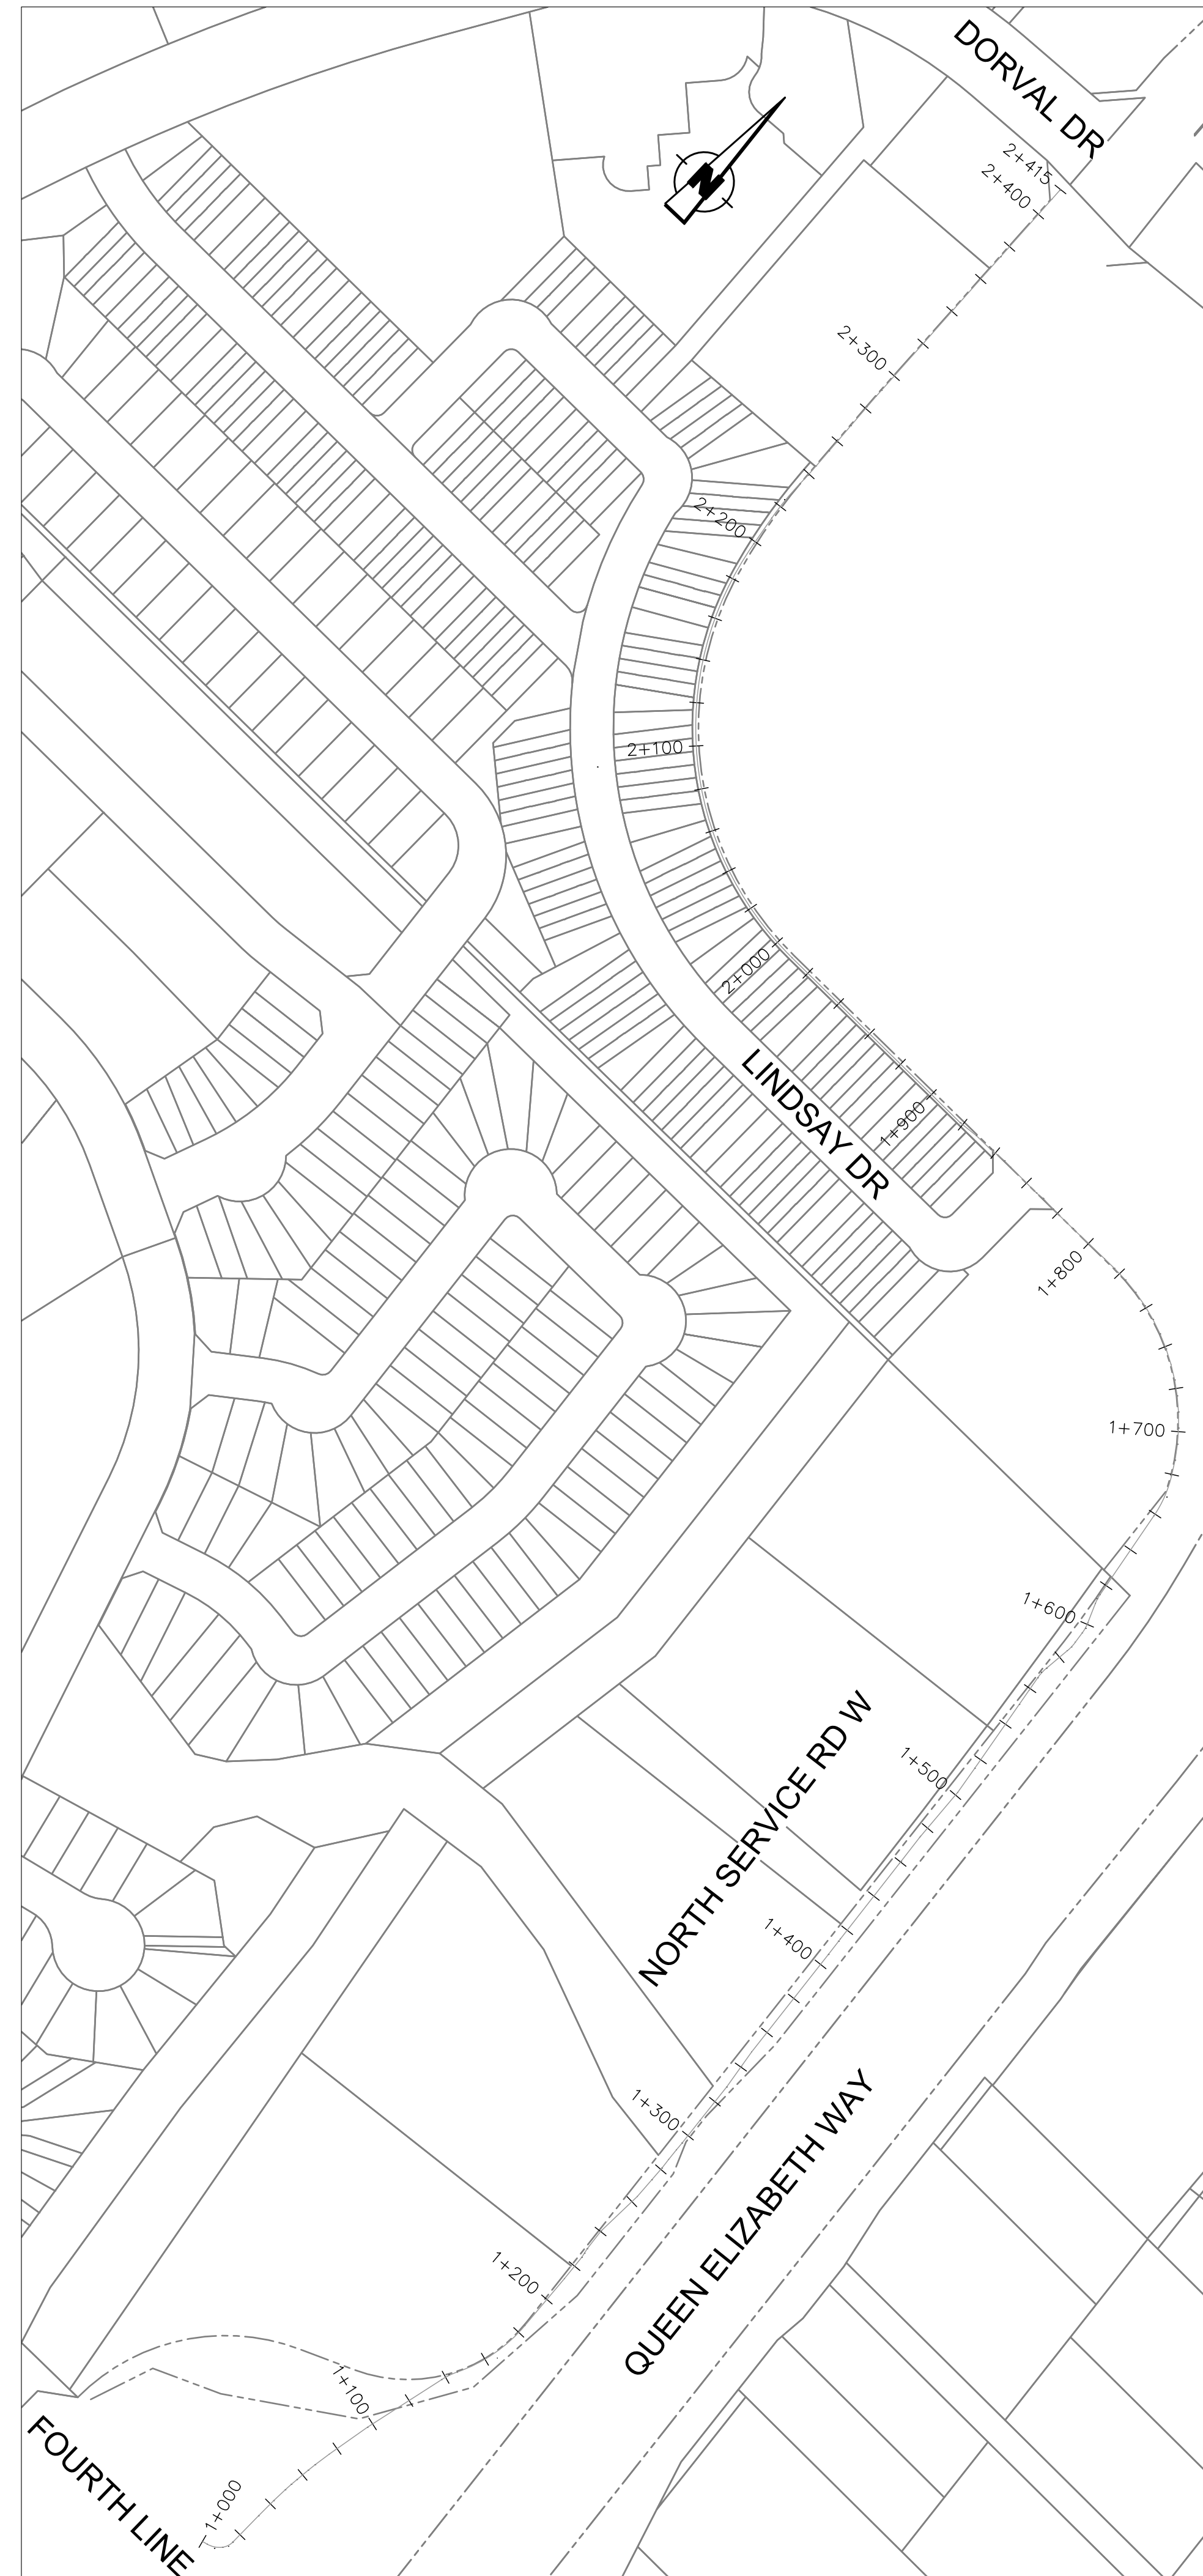 DORVAL DR
2+415
2+400
N
2+300
2+200
2+100
2+000
LINDSAY DR
1+900
1+800
1+700
1+600
NORTH SERVICE RD W
1+500
1+400
1+300
QUEEN ELIZABETH WAY
1+200
1+100
FOURTH LINE
1+000